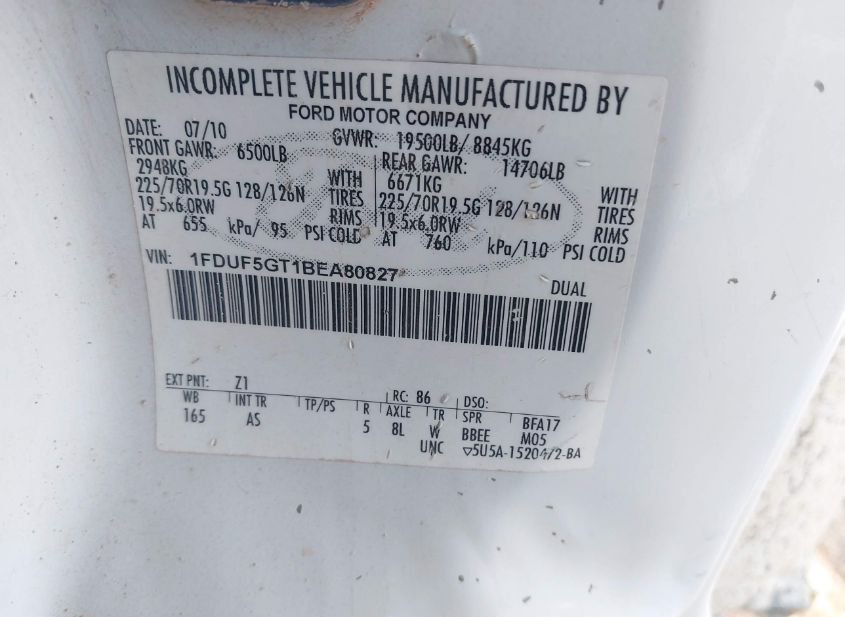 INCOMPLETE VEHICLE MANUFACTURED BY
FORD MOTOR COMPANY
DATE: 07/10 GVWR: 19500LB/ 8845KG
FRONT GAWR: 6500LB REAR GAWR: 14706LB
2948KG WITH 6671KG WITH
225/70R19.5G 128/126N TIRES 225/70R19.5G 128/126N TIRES
19.5x6.0RW RIMS 19.5x6.0RW RIMS
AT 655 kPa/ 95 PSI COLD AT 760 kPa/110 PSI COLD
VIN: 1FDUF5GT1BEA80827 DUAL
EXT PNT: Z1 RC: 86 DSO:
WB INT TR TP/PS R AXLE TR SPR BFA17
165 AS 5 8L W BBEE M05
UNC ▽5U5A-15204/2-BA